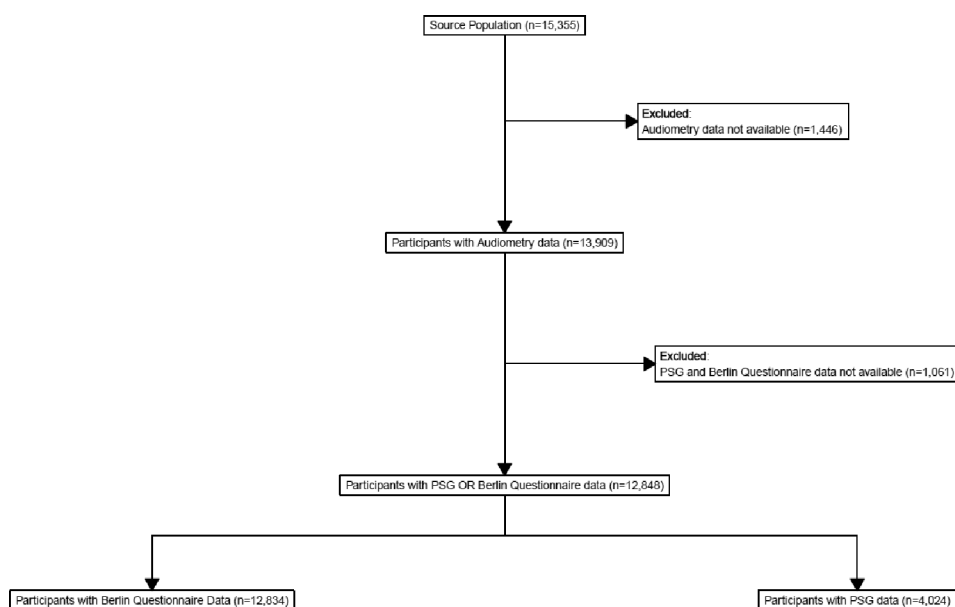 Source Population (n=15,355)
Excluded:
Audiometry data not available (n=1,446)
Participants with Audiometry data (n=13,909)
Excluded:
PSG and Berlin Questionnaire data not available (n=1,061)
Participants with PSG OR Berlin Questionnaire data (n=12,848)
Participants with Berlin Questionnaire Data (n=12,834)
Participants with PSG data (n=4,024)